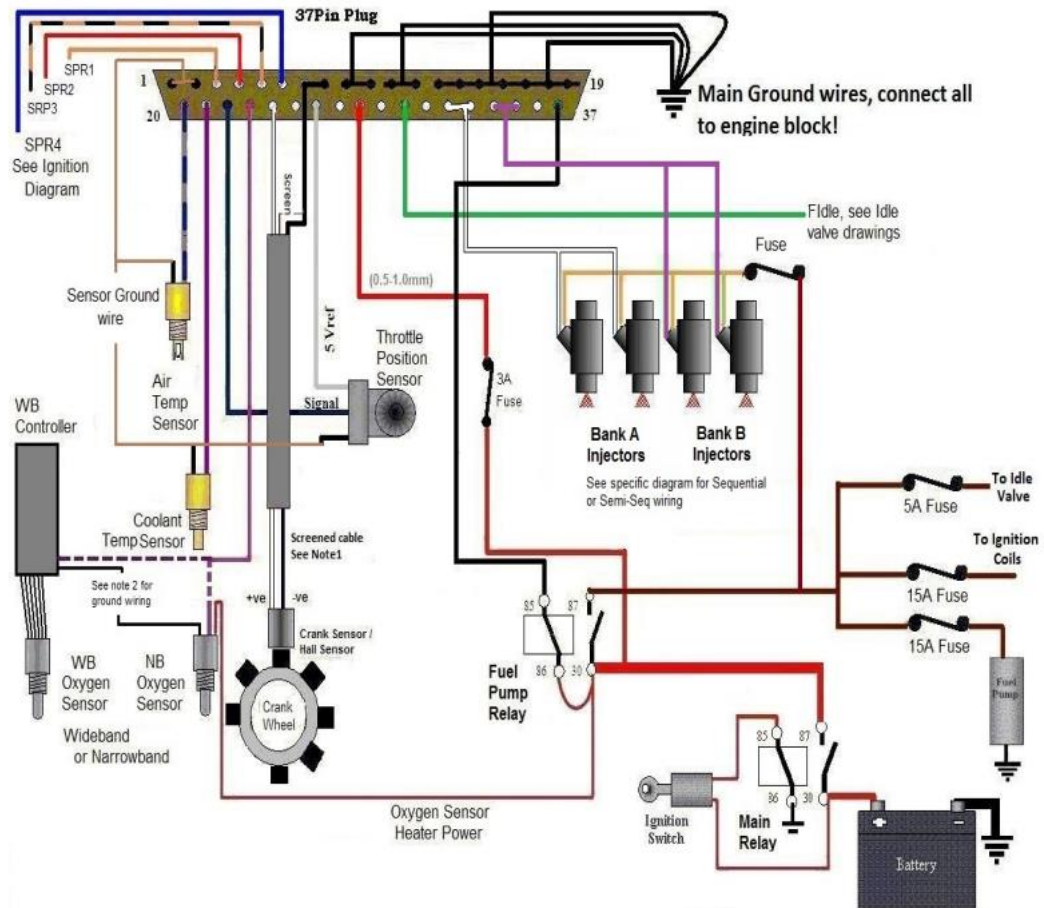 37Pin Plug
1
19
20
37
SPR1
SPR2
SRP3
SPR4
See Ignition
Diagram
Main Ground wires, connect all
to engine block!
Screen
FIdle, see Idle
valve drawings
Fuse
(0.5-1.0mm)
Sensor Ground
wire
5 Vref
Throttle
Position
Sensor
Signal
3A
Fuse
Air
Temp
Sensor
WB
Controller
Bank A
Injectors
Bank B
Injectors
See specific diagram for Sequential
or Semi-Seq wiring
To Idle
Valve
5A Fuse
Coolant
Temp Sensor
Screened cable
See Note1
To Ignition
Coils
15A Fuse
See note 2 for
ground wiring
+ve
-ve
85
87
15A Fuse
Crank Sensor /
Hall Sensor
WB
Oxygen
Sensor
NB
Oxygen
Sensor
86
30
Fuel
Pump
Relay
Fuel
Pump
Crank
Wheel
Wideband
or Narrowband
85
87
Ignition
Switch
86
30
Main
Relay
Oxygen Sensor
Heater Power
+
-
Battery